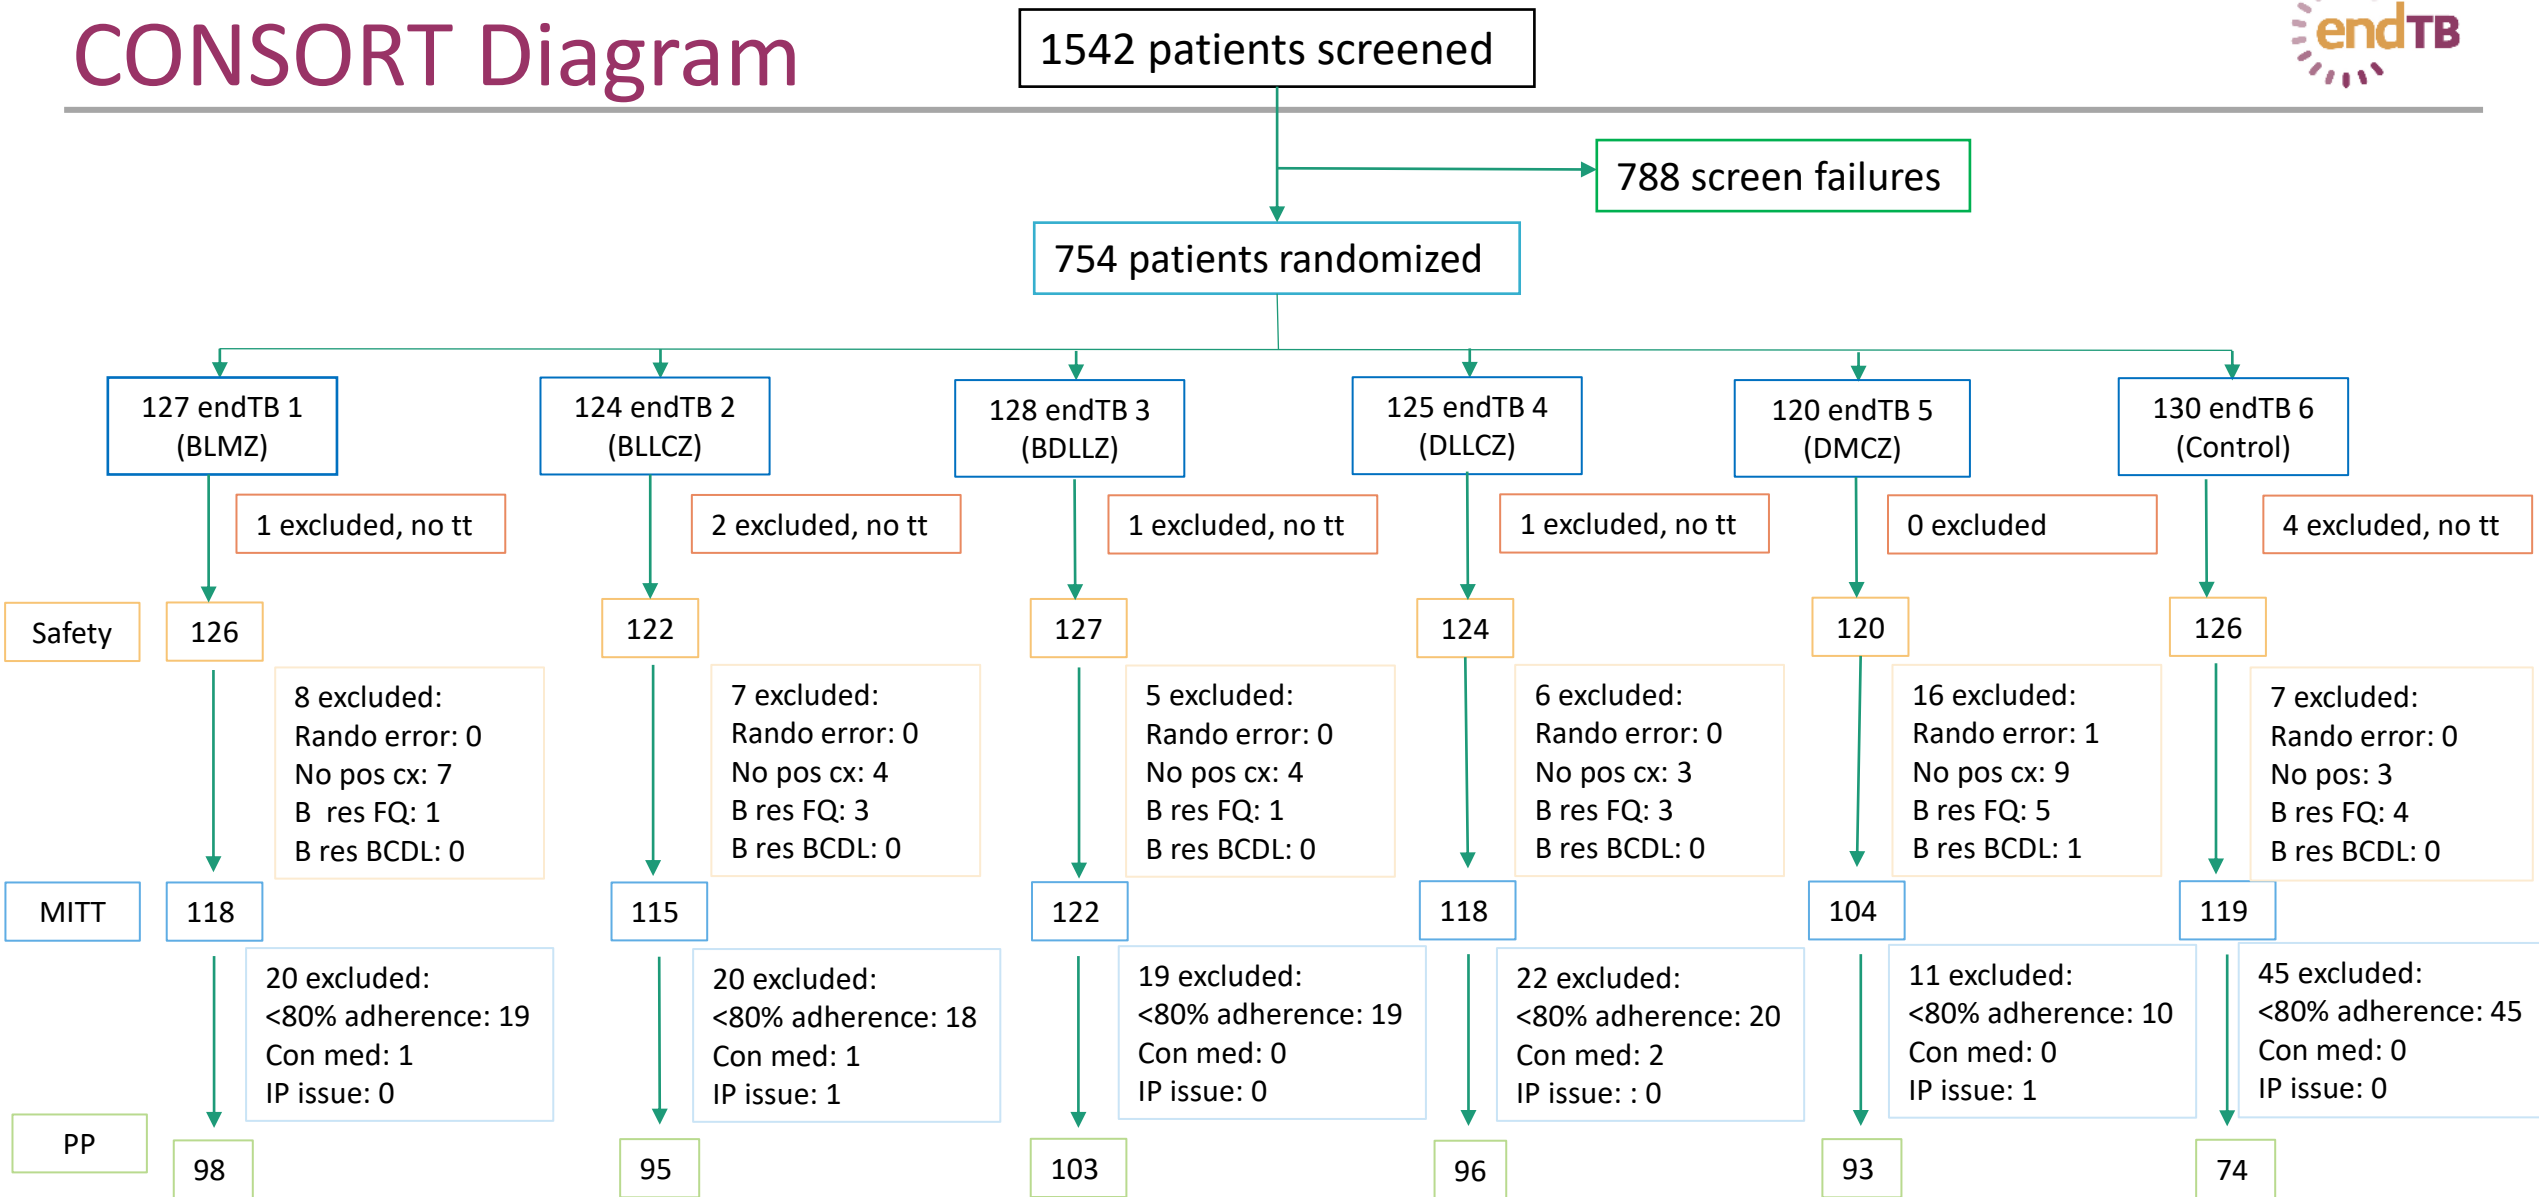 CONSORT Diagram
1542 patients screened
endTB
788 screen failures
754 patients randomized
127 endTB 1
(BLMZ)
124 endTB 2
(BLLCZ)
128 endTB 3
(BDLLZ)
125 endTB 4
(DLLCZ)
120 endTB 5
(DMCZ)
130 endTB 6
(Control)
1 excluded, no tt
2 excluded, no tt
1 excluded, no tt
1 excluded, no tt
0 excluded
4 excluded, no tt
Safety
126
122
127
124
120
126
8 excluded:
Rando error: 0
No pos cx: 7
B res FQ: 1
B res BCDL: 0
7 excluded:
Rando error: 0
No pos cx: 4
B res FQ: 3
B res BCDL: 0
5 excluded:
Rando error: 0
No pos cx: 4
B res FQ: 1
B res BCDL: 0
6 excluded:
Rando error: 0
No pos cx: 3
B res FQ: 3
B res BCDL: 0
16 excluded:
Rando error: 1
No pos cx: 9
B res FQ: 5
B res BCDL: 1
7 excluded:
Rando error: 0
No pos: 3
B res FQ: 4
B res BCDL: 0
MITT
118
115
122
118
104
119
20 excluded:
<80% adherence: 19
Con med: 1
IP issue: 0
20 excluded:
<80% adherence: 18
Con med: 1
IP issue: 1
19 excluded:
<80% adherence: 19
Con med: 0
IP issue: 0
22 excluded:
<80% adherence: 20
Con med: 2
IP issue: : 0
11 excluded:
<80% adherence: 10
Con med: 0
IP issue: 1
45 excluded:
<80% adherence: 45
Con med: 0
IP issue: 0
PP
98
95
103
96
93
74